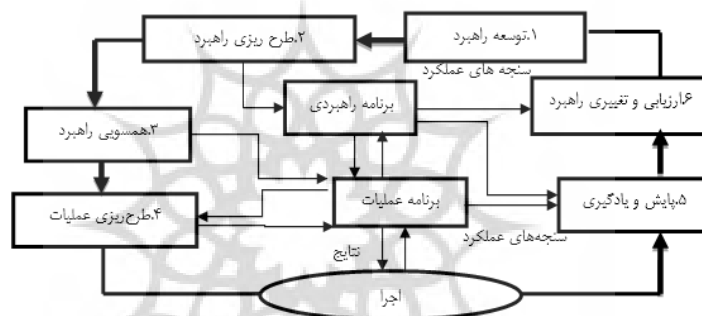 ۱.توسعه راهبرد
۲.طرح ریزی راهبرد
سنجه های عملکرد
برنامه راهبردی
۶.ارزیابی و تغییری راهبرد
۳.همسویی راهبرد
برنامه عملیات
۵.پایش و یادگیری
۴.طرح‌ریزی عملیات
سنجه‌های عملکرد
نتایج
اجرا